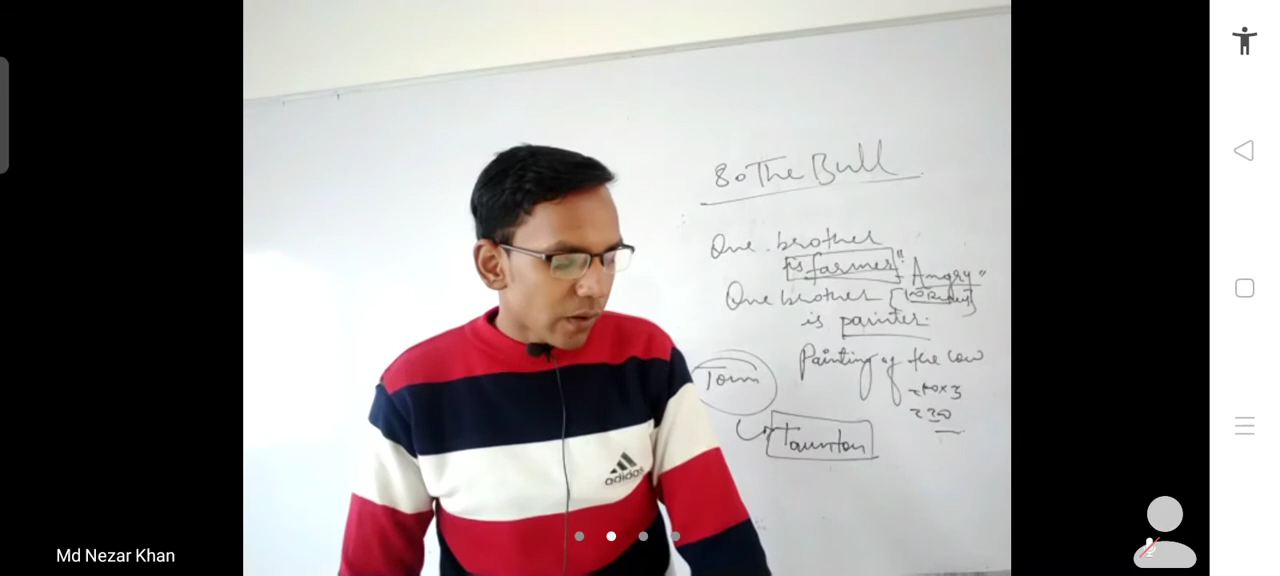 8. The Bull
One brother
is farmer "Angry"
One brother
is painter.
Painting of the cow
Town
Taunton
adidas
Md Nezar Khan